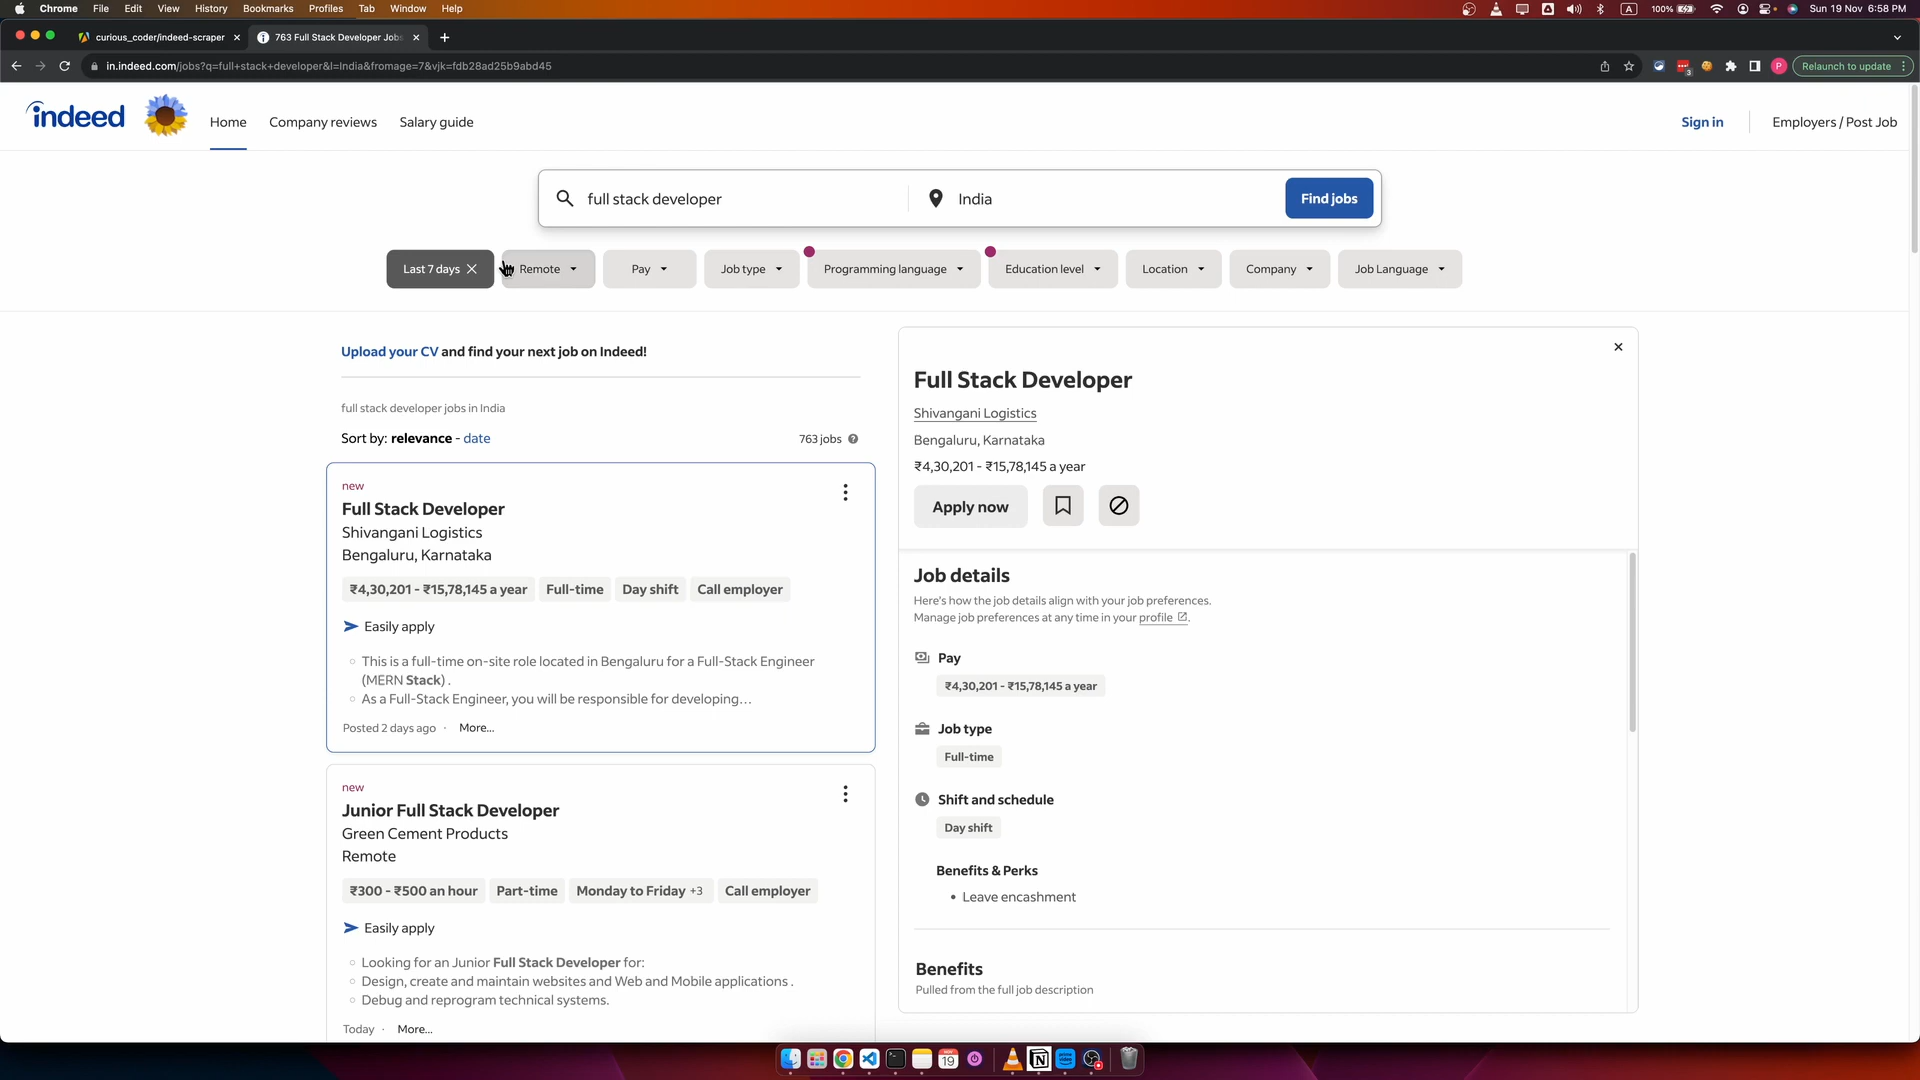 Chrome File Edit View History Bookmarks Profiles Tab Window Help
A 100% Sun 19 Nov 6:58 PM
curious_coder/indeed-scraper
763 Full Stack Developer Jobs
in.indeed.com/jobs?q=full+stack+developer&l=India&fromage=7&vjk=fdb28ad25b9abd45
3
P
Relaunch to update
indeed
Home
Company reviews
Salary guide
Sign in
Employers / Post Job
full stack developer
India
Find jobs
Last 7 days
Remote
Pay
Job type
Programming language
Education level
Location
Company
Job Language
Upload your CV and find your next job on Indeed!
full stack developer jobs in India
Sort by: relevance - date
763 jobs
new
Full Stack Developer
Shivangani Logistics
Bengaluru, Karnataka
₹4,30,201 - ₹15,78,145 a year
Full-time
Day shift
Call employer
Easily apply
This is a full-time on-site role located in Bengaluru for a Full-Stack Engineer
(MERN Stack) .
As a Full-Stack Engineer, you will be responsible for developing…
Posted 2 days ago · More...
new
Junior Full Stack Developer
Green Cement Products
Remote
₹300 - ₹500 an hour
Part-time
Monday to Friday +3
Call employer
Easily apply
Looking for an Junior Full Stack Developer for:
Design, create and maintain websites and Web and Mobile applications .
Debug and reprogram technical systems.
Today · More...
Full Stack Developer
Shivangani Logistics
Bengaluru, Karnataka
₹4,30,201 - ₹15,78,145 a year
Apply now
Job details
Here's how the job details align with your job preferences.
Manage job preferences at any time in your profile .
Pay
₹4,30,201 - ₹15,78,145 a year
Job type
Full-time
Shift and schedule
Day shift
Benefits & Perks
• Leave encashment
Benefits
Pulled from the full job description
19